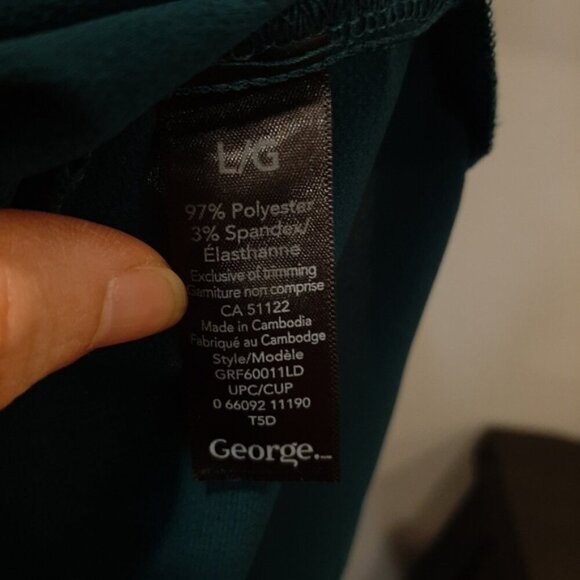 L/G
97% Polyester
3% Spandex/
Élasthanne
Exclusive of trimming
Garniture non comprise
CA 51122
Made in Cambodia
Fabriqué au Cambodge
Style/Modèle
GRF60011LD
UPC/CUP
0 66092 11190
T5D
George.